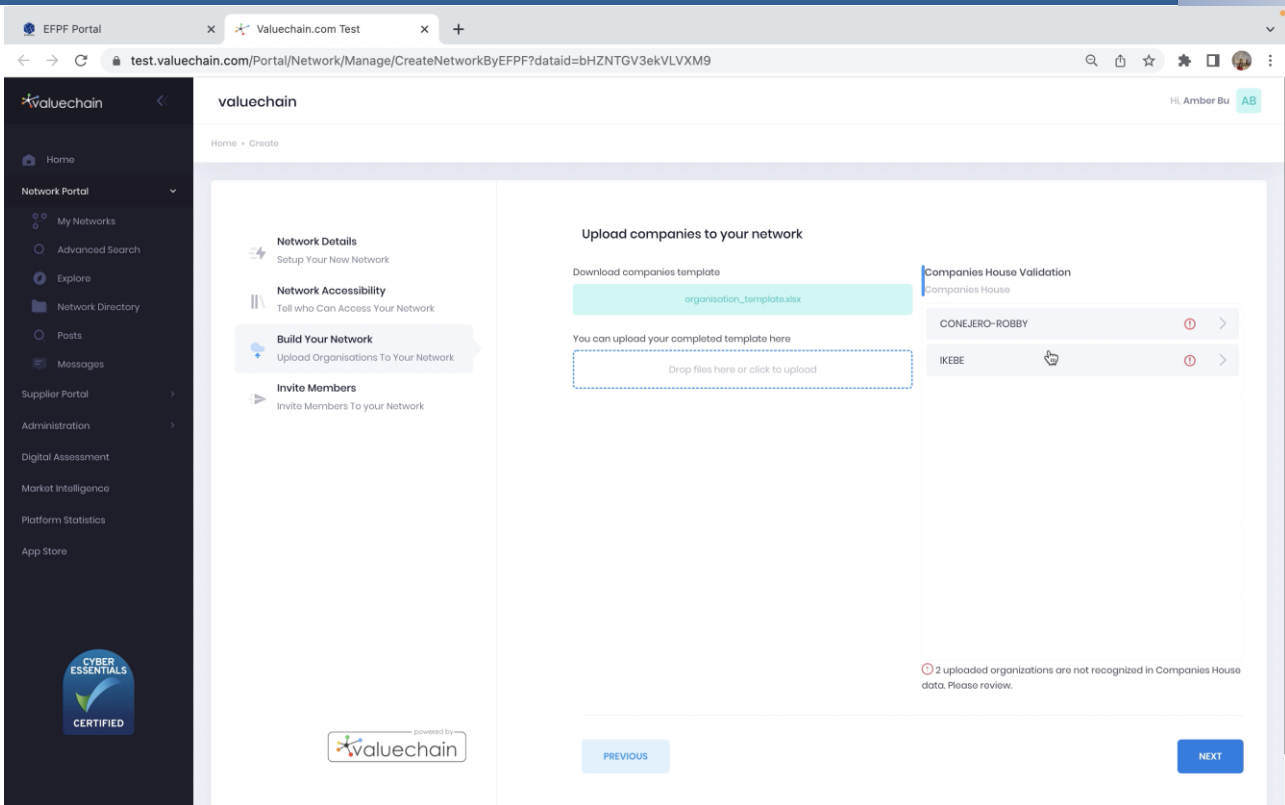 EFPF Portal
Valuechain.com Test
test.valuechain.com/Portal/Network/Manage/CreateNetworkByEFPF?dataid=bHZNTGV3ekVLVXM9
valuechain
valuechain
Hi, Amber Bu AB
Home • Create
Home
Network Portal
My Networks
Advanced Search
Explore
Network Directory
Posts
Messages
Supplier Portal
Administration
Digital Assessment
Market Intelligence
Platform Statistics
App Store
CYBER
ESSENTIALS
CERTIFIED
Network Details
Setup Your New Network
Network Accessibility
Tell who Can Access Your Network
Build Your Network
Upload Organisations To Your Network
Invite Members
Invite Members To your Network
powered by
valuechain
Upload companies to your network
Download companies template
organisation_template.xlsx
You can upload your completed template here
Drop files here or click to upload
Companies House Validation
Companies House
CONEJERO-ROBBY
IKEBE
2 uploaded organizations are not recognized in Companies House
data. Please review.
PREVIOUS
NEXT